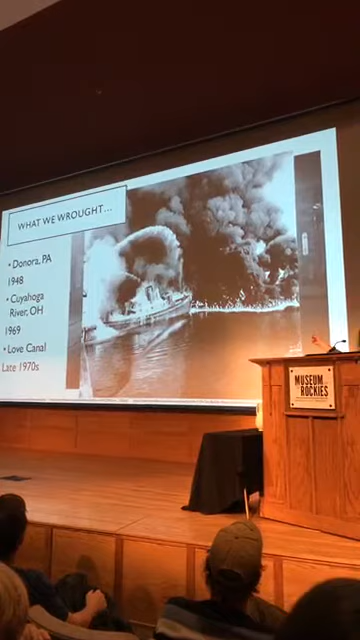 WHAT WE WROUGHT...
• Donora, PA
1948
• Cuyahoga
River, OH
1969
• Love Canal
Late 1970s
MUSEUM
OF THE
ROCKIES